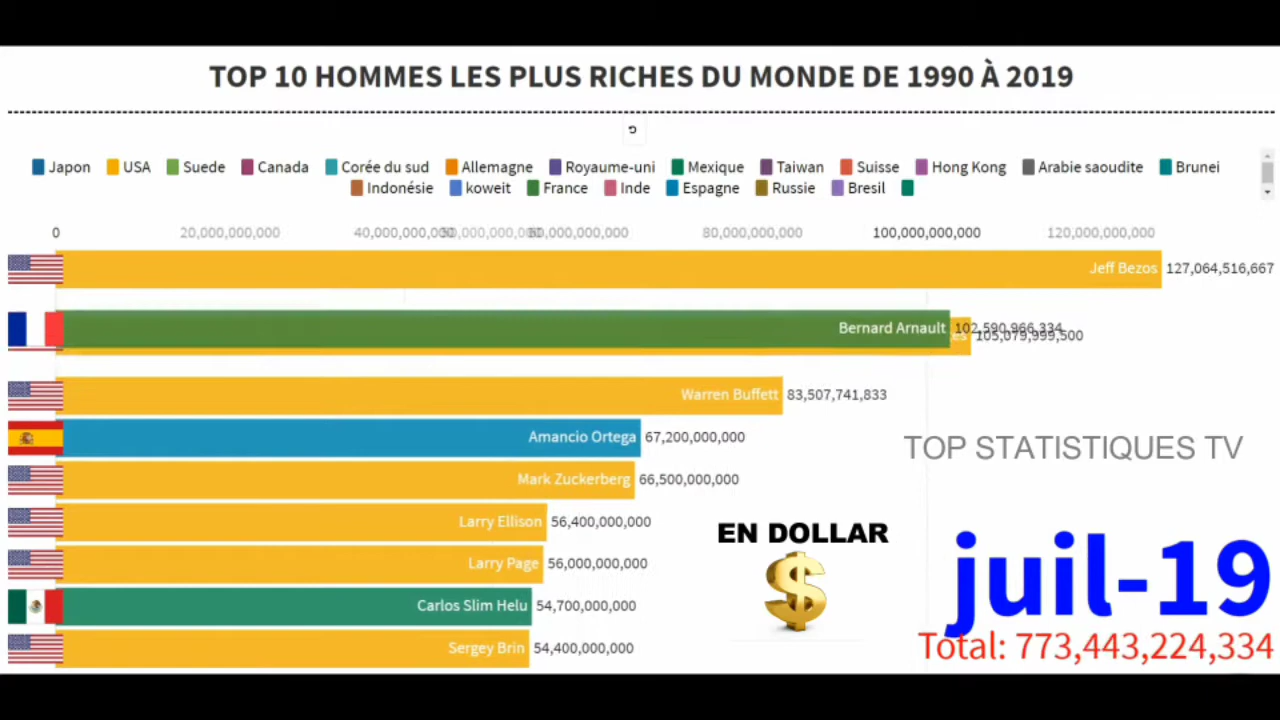 TOP 10 HOMMES LES PLUS RICHES DU MONDE DE 1990 À 2019
Japon USA Suede Canada Corée du sud Allemagne Royaume-uni Mexique Taiwan Suisse Hong Kong Arabie saoudite Brunei
Indonésie koweit France Inde Espagne Russie Bresil
0 20,000,000,000 40,000,000,000 60,000,000,000 80,000,000,000 100,000,000,000 120,000,000,000
Jeff Bezos 127,064,516,667
Bernard Arnault 102,590,966,334
105,079,999,500
Warren Buffett 83,507,741,833
Amancio Ortega 67,200,000,000
TOP STATISTIQUES TV
Mark Zuckerberg 66,500,000,000
Larry Ellison 56,400,000,000
EN DOLLAR
$
Larry Page 56,000,000,000
juil-19
Carlos Slim Helu 54,700,000,000
Sergey Brin 54,400,000,000
Total: 773,443,224,334